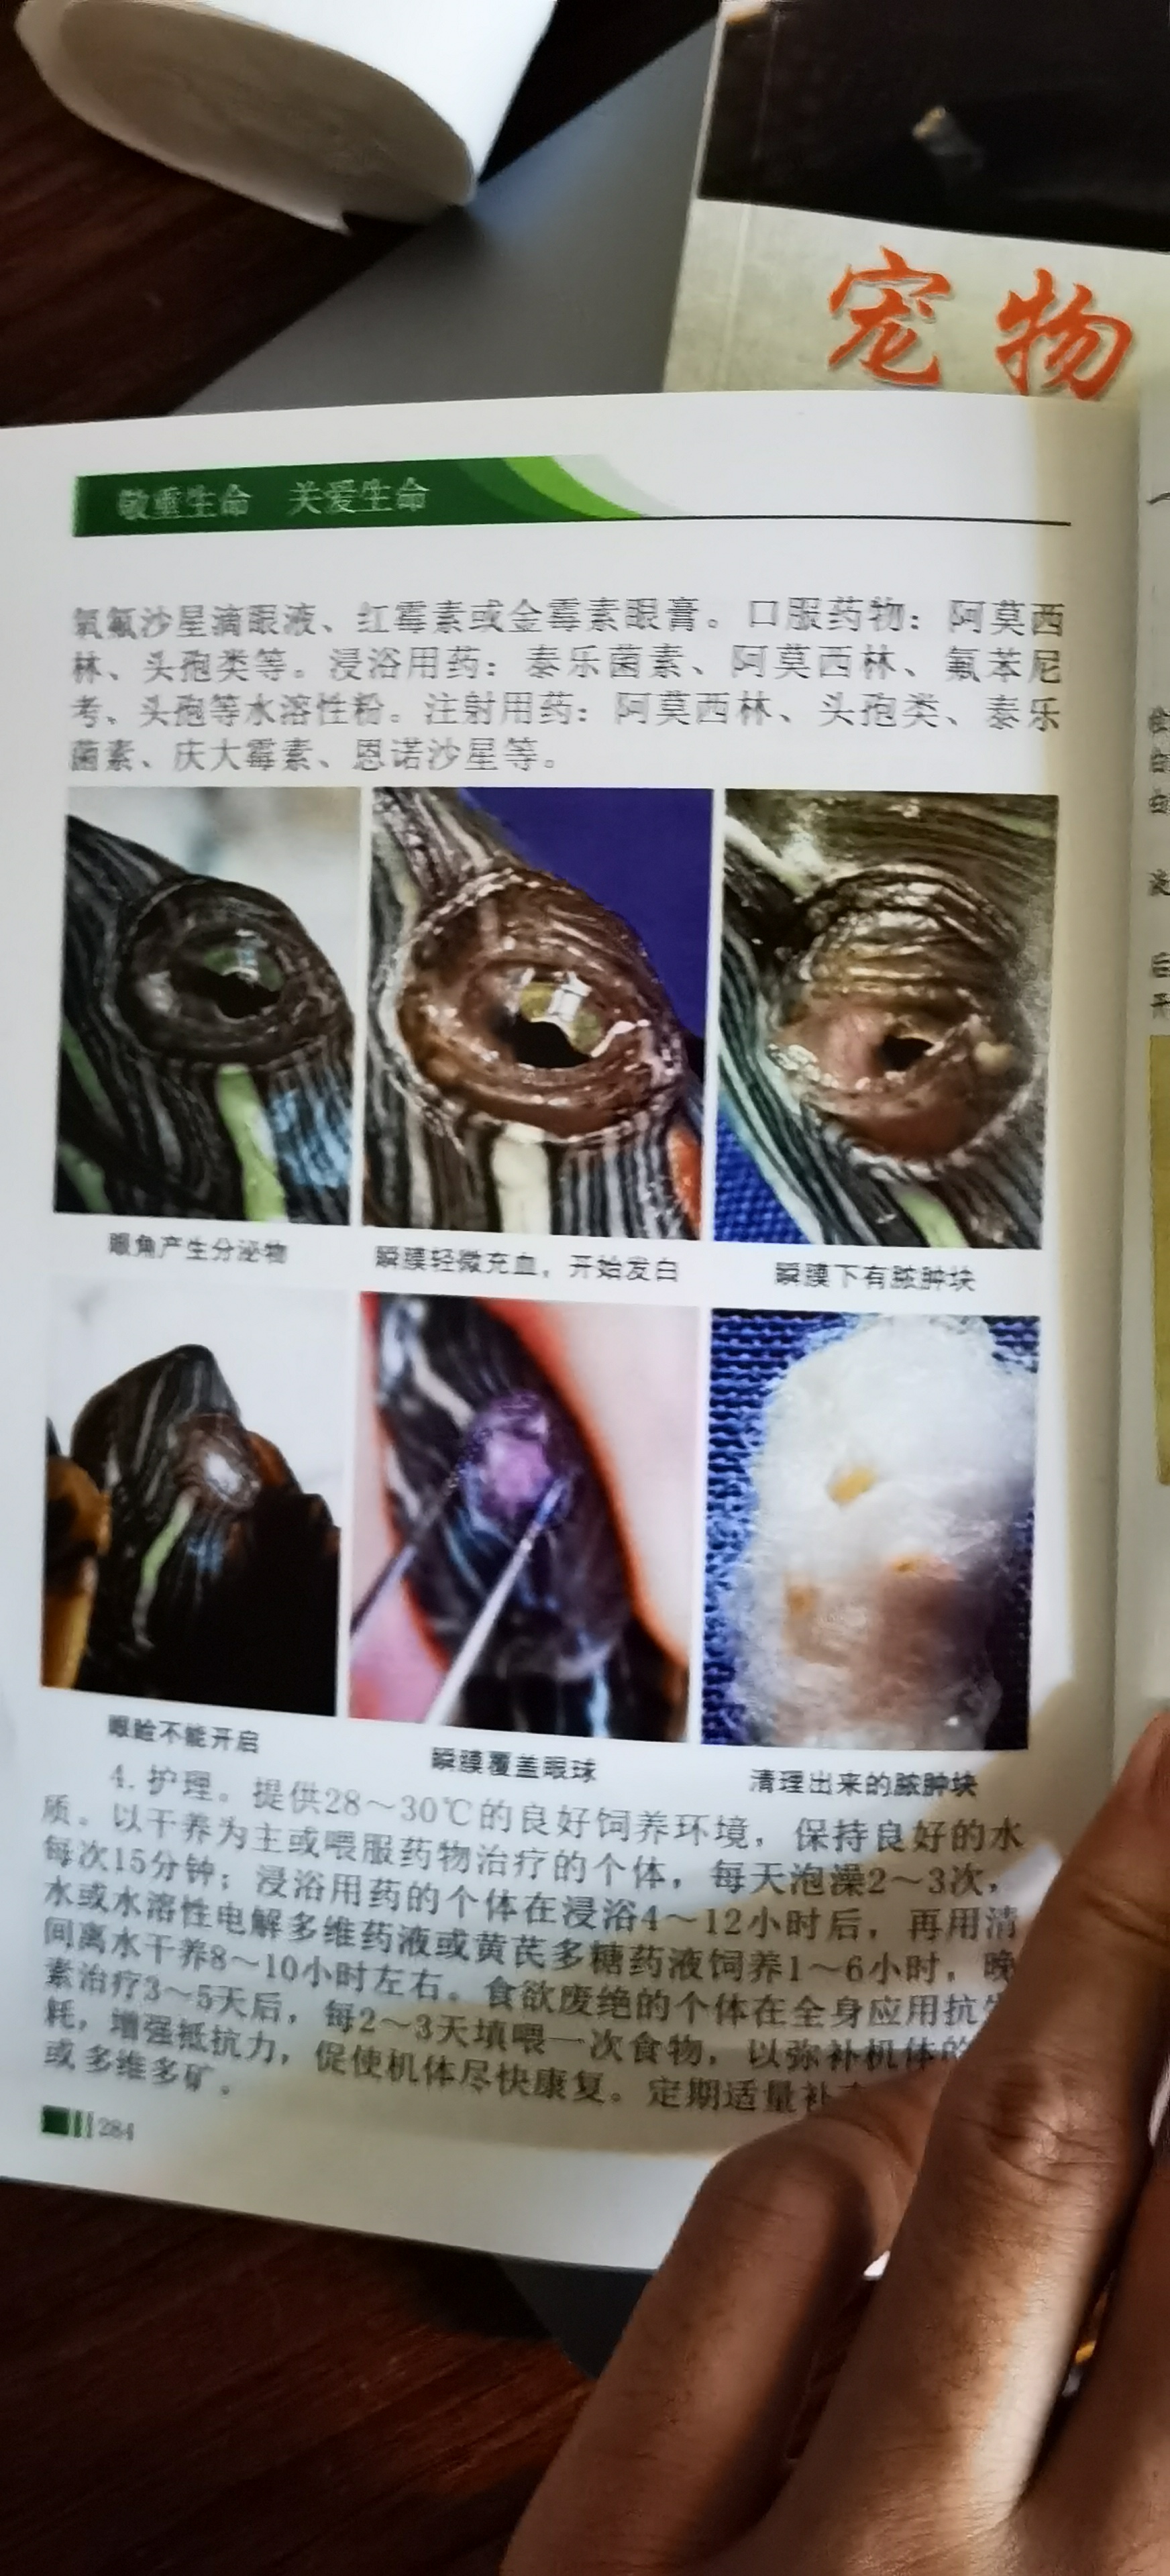 宠物
敬重生命 关爱生命
氧氟沙星滴眼液、红霉素或金霉素眼膏。口服药物：阿莫西
林、头孢类等。浸浴用药：泰乐菌素、阿莫西林、氟苯尼
考、头孢等水溶性粉。注射用药：阿莫西林、头孢类、泰乐
菌素、庆大霉素、恩诺沙星等。
眼角产生分泌物
瞬膜轻微充血，开始发白
瞬膜下有脓肿块
眼睑不能开启
瞬膜覆盖眼球
清理出来的脓肿块
4. 护理。提供28～30℃的良好饲养环境，保持良好的水
质。以干养为主或喂服药物治疗的个体，每天泡澡2～3次，
每次15分钟；浸浴用药的个体在浸浴4～12小时后，再用清
水或水溶性电解多维药液或黄芪多糖药液饲养1～6小时，晚
间离水干养8～10小时左右。食欲废绝的个体在全身应用抗生
素治疗3～5天后，每2～3天填喂一次食物，以弥补机体的
耗，增强抵抗力，促使机体尽快康复。定期适量补
或多维多矿。
284